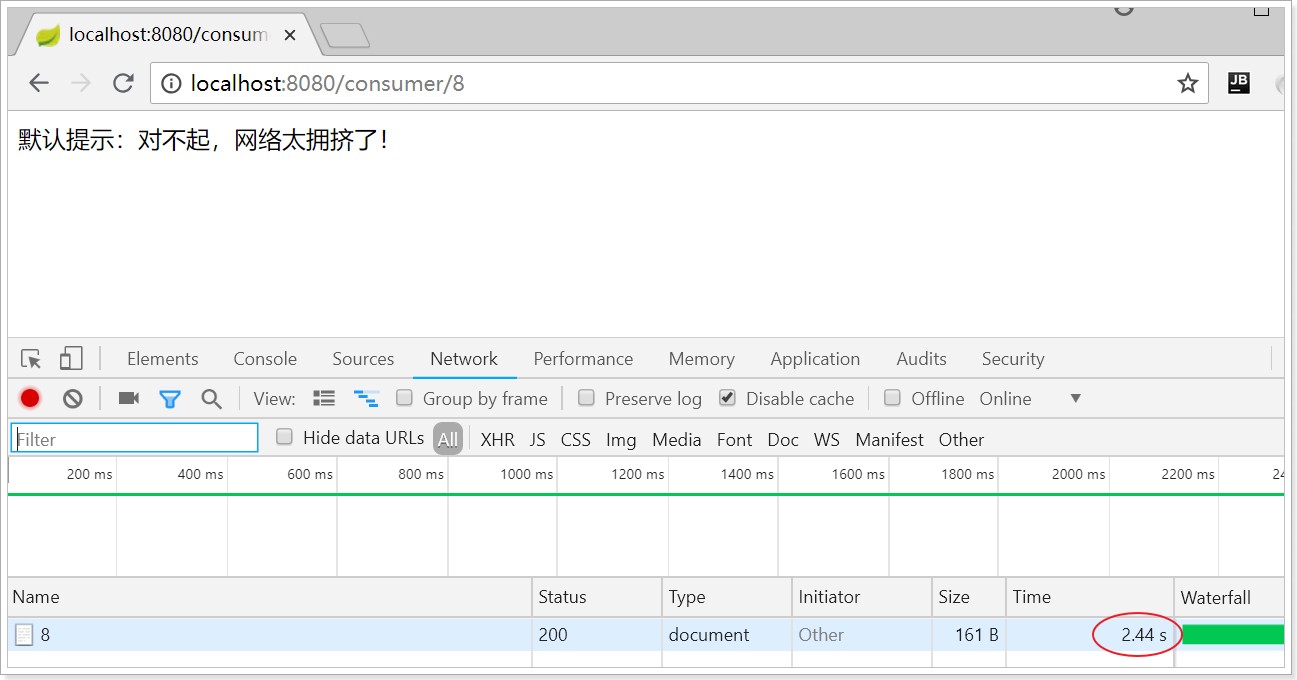 localhost:8080/consum
localhost:8080/consumer/8
JB
默认提示：对不起，网络太拥挤了！
Elements Console Sources Network Performance Memory Application Audits Security
View: Group by frame Preserve log Disable cache Offline Online
Filter Hide data URLs All XHR JS CSS Img Media Font Doc WS Manifest Other
200 ms 400 ms 600 ms 800 ms 1000 ms 1200 ms 1400 ms 1600 ms 1800 ms 2000 ms 2200 ms 24
Name Status Type Initiator Size Time Waterfall
8 200 document Other 161 B 2.44 s